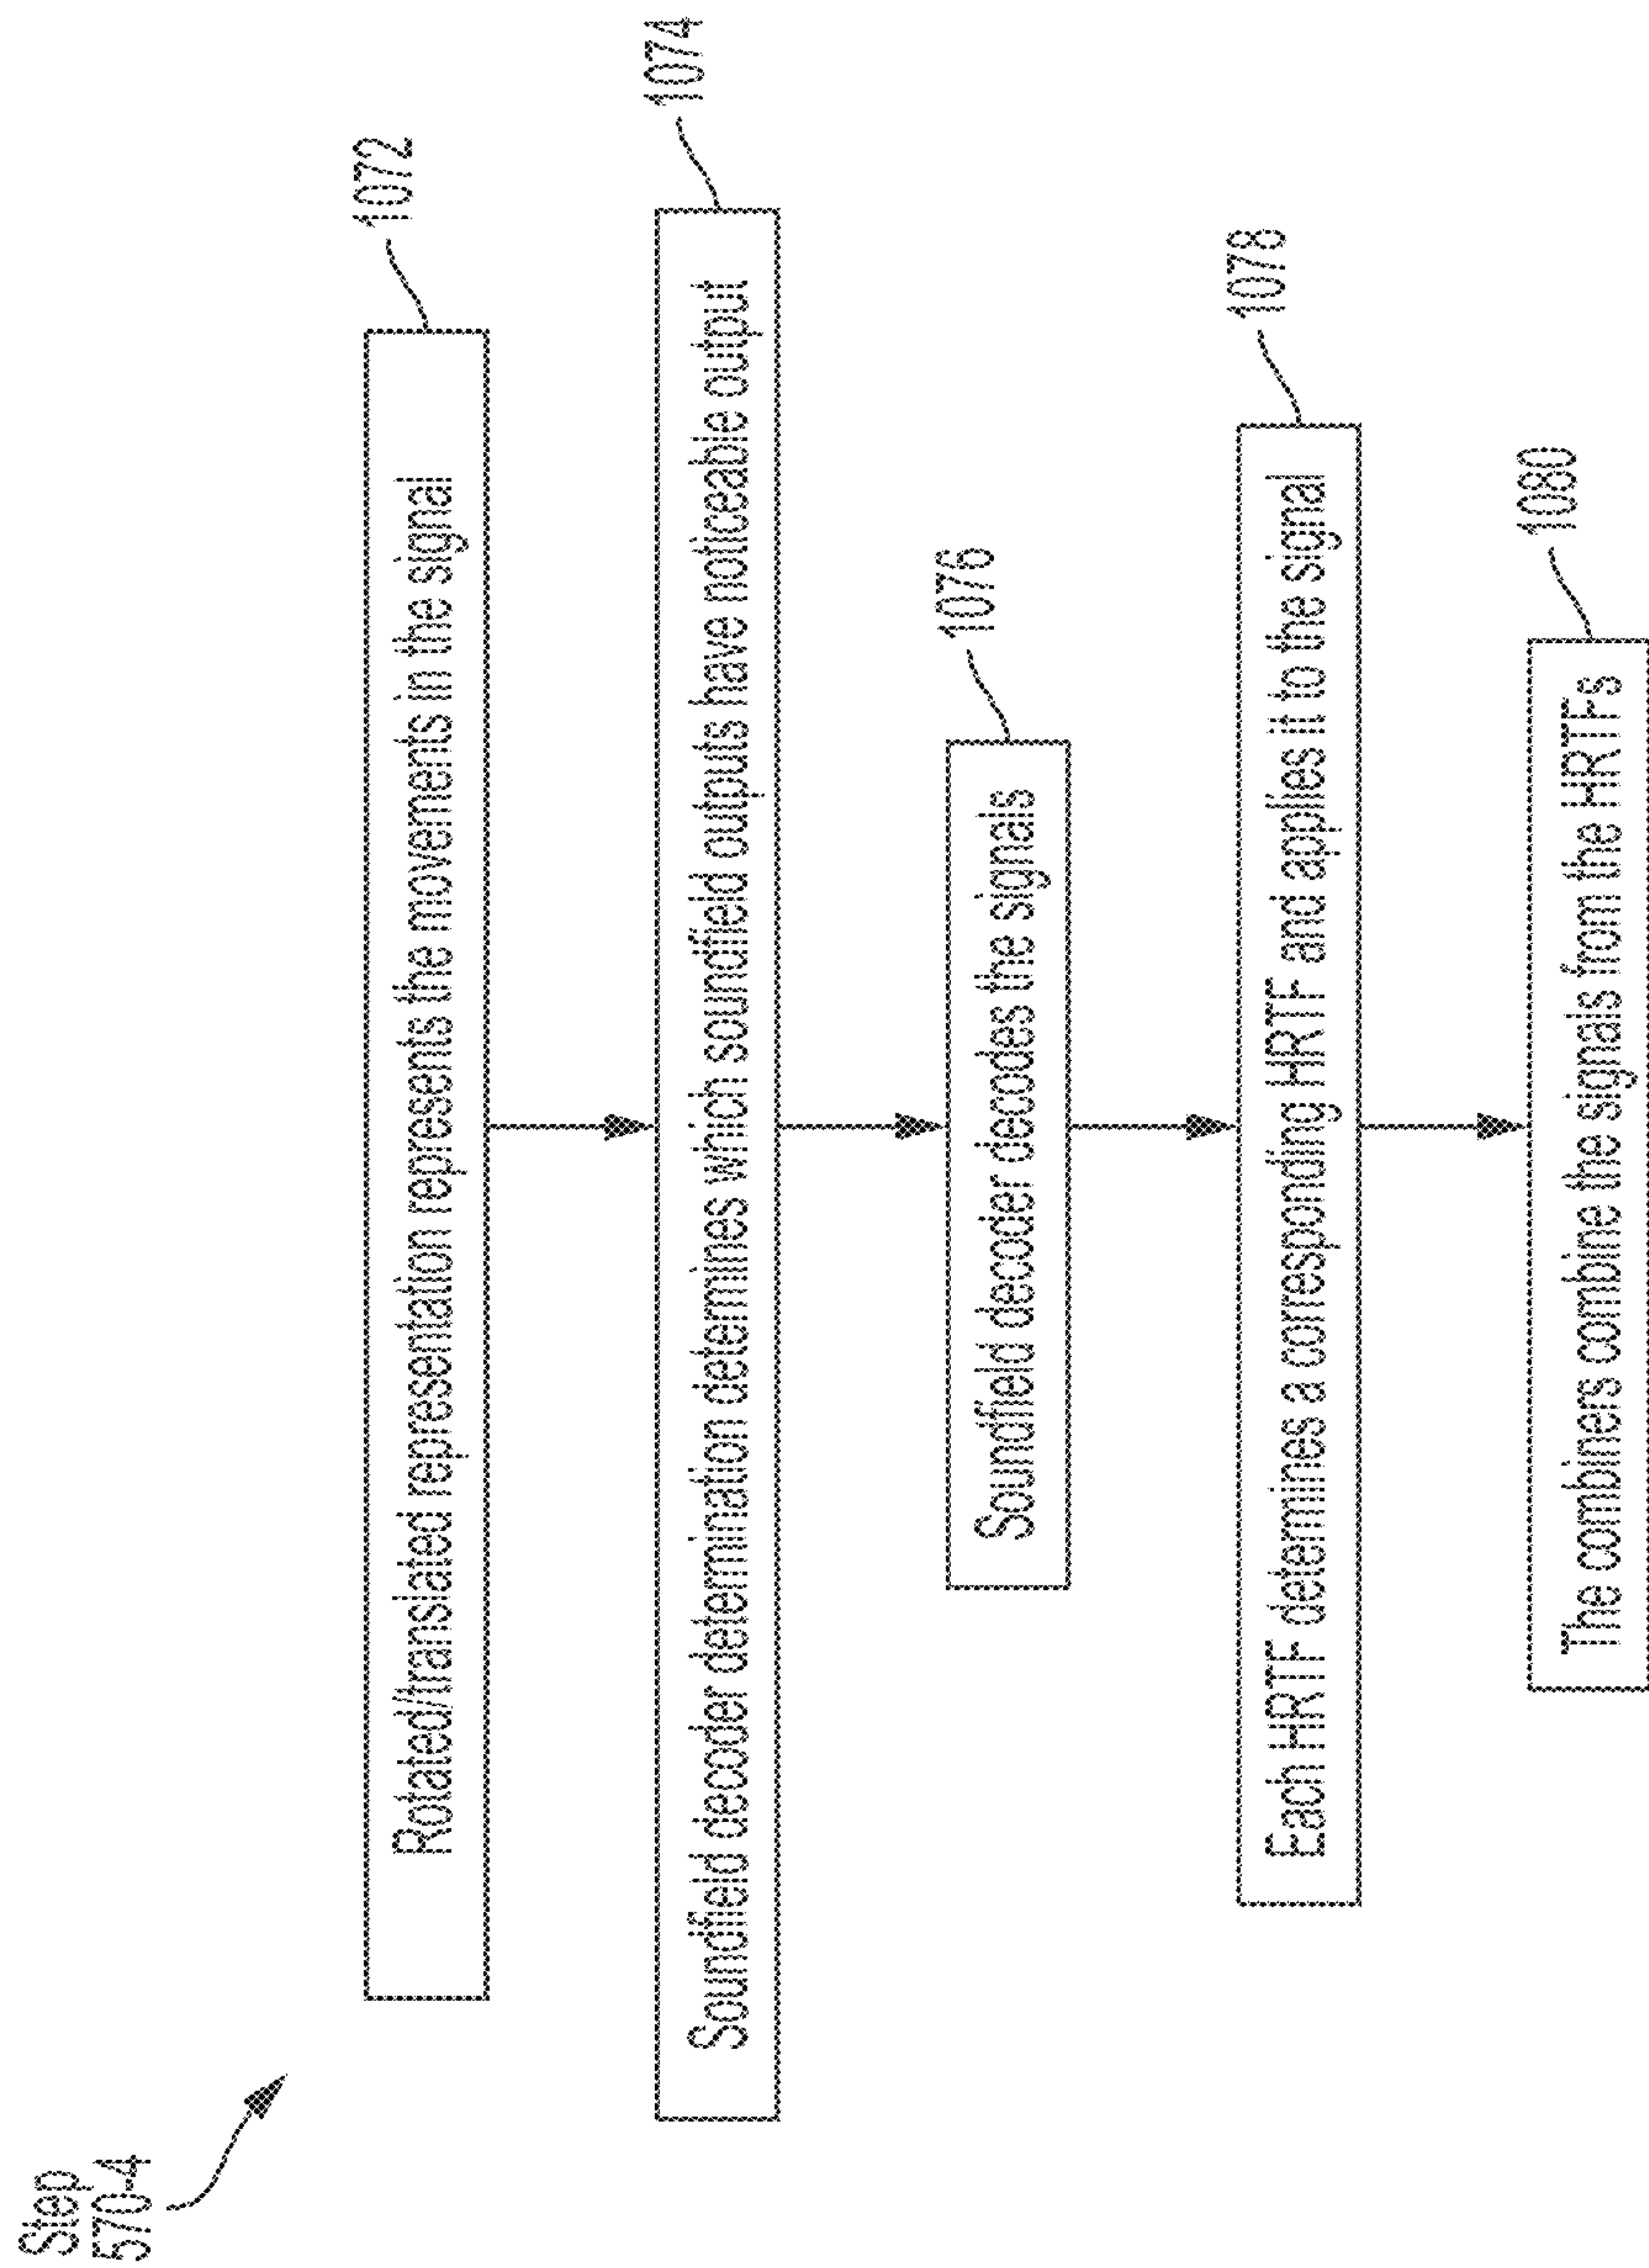 Step
570-4
1072
Rotated/translated representation represents the movements in the signal
1074
Soundfield decoder determination determines which soundfield outputs have noticeable output
1076
Soundfield decoder decodes the signals
1078
Each HRTF determines a corresponding HRTF and applies it to the signal
1080
The combiners combine the signals from the HRTFs